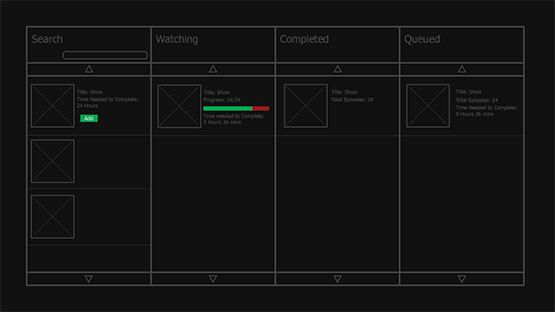 Search
Watching
Completed
Queued
Title: Show
Time Needed to Complete:
24 Hours
Add
Title: Show
Progress: 16/24
Time needed to Complete:
3 Hours 36 mins
Title: Show
Total Episodes: 24
Title: Show
Total Episodes: 24
Time Needed to Complete:
9 Hours 36 mins